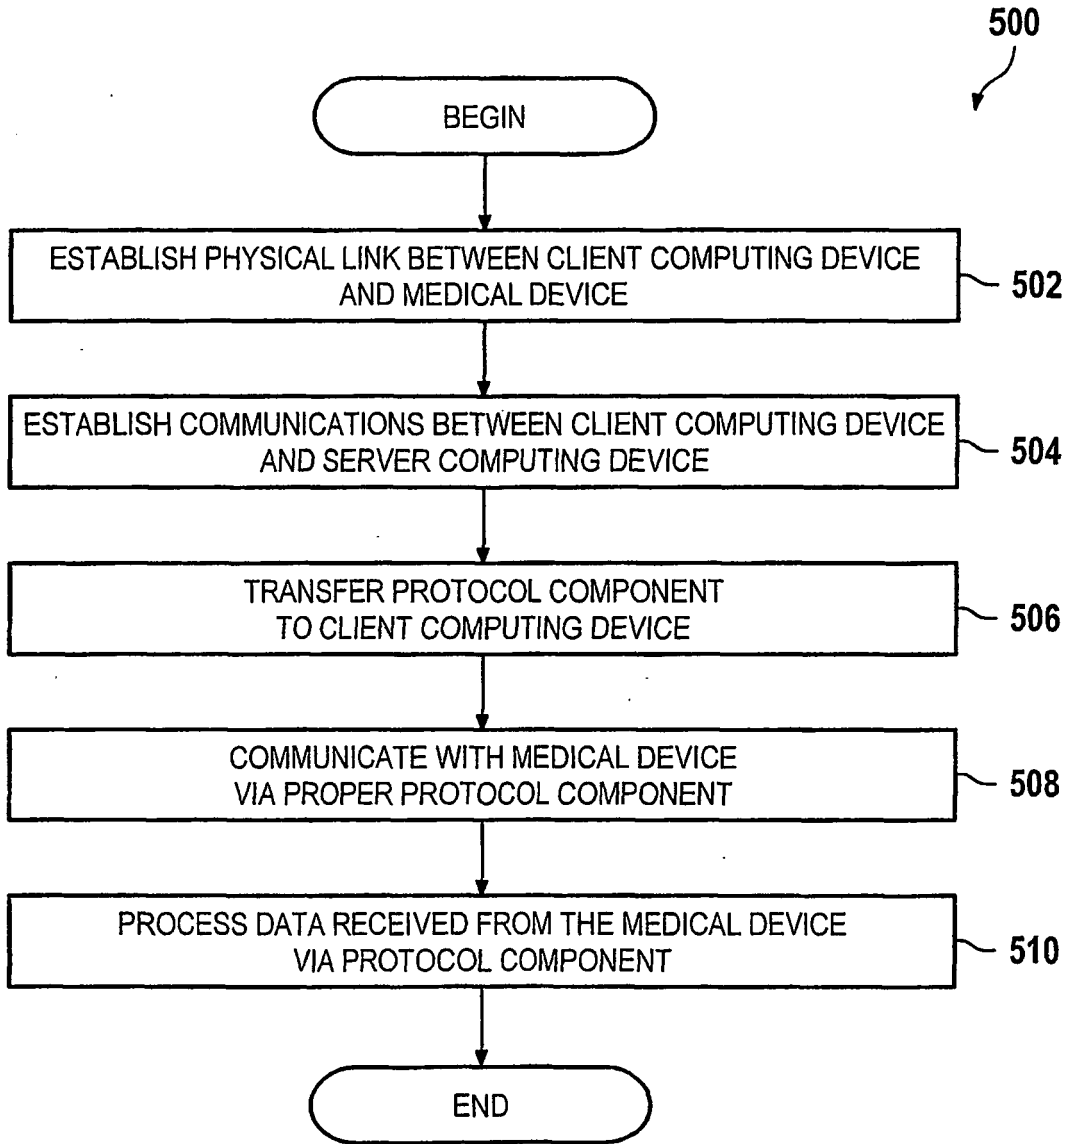 500
BEGIN
ESTABLISH PHYSICAL LINK BETWEEN CLIENT COMPUTING DEVICE
AND MEDICAL DEVICE
502
ESTABLISH COMMUNICATIONS BETWEEN CLIENT COMPUTING DEVICE
AND SERVER COMPUTING DEVICE
504
TRANSFER PROTOCOL COMPONENT
TO CLIENT COMPUTING DEVICE
506
COMMUNICATE WITH MEDICAL DEVICE
VIA PROPER PROTOCOL COMPONENT
508
PROCESS DATA RECEIVED FROM THE MEDICAL DEVICE
VIA PROTOCOL COMPONENT
510
END